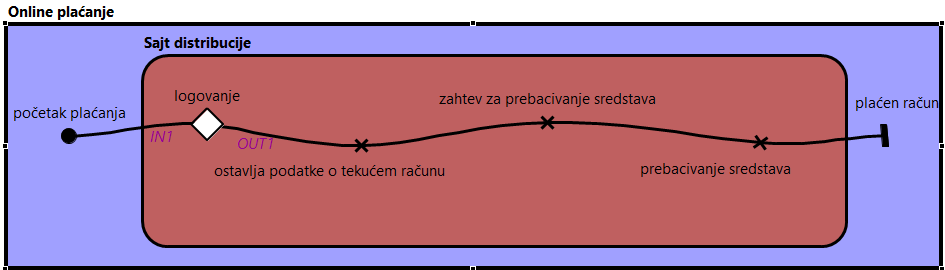 Online plaćanje
Sajt distribucije
početak plaćanja
logovanje
zahtev za prebacivanje sredstava
plaćen račun
IN1
OUT1
ostavlja podatke o tekućem računu
prebacivanje sredstava